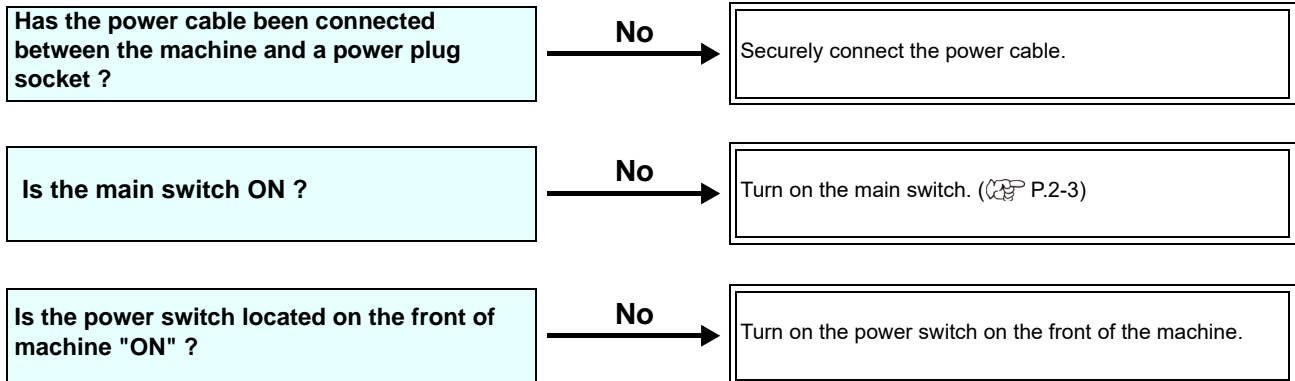 Has the power cable been connected
between the machine and a power plug
socket ?
No
Securely connect the power cable.
Is the main switch ON ?
No
Turn on the main switch. ( P.2-3)
Is the power switch located on the front of
machine "ON" ?
No
Turn on the power switch on the front of the machine.